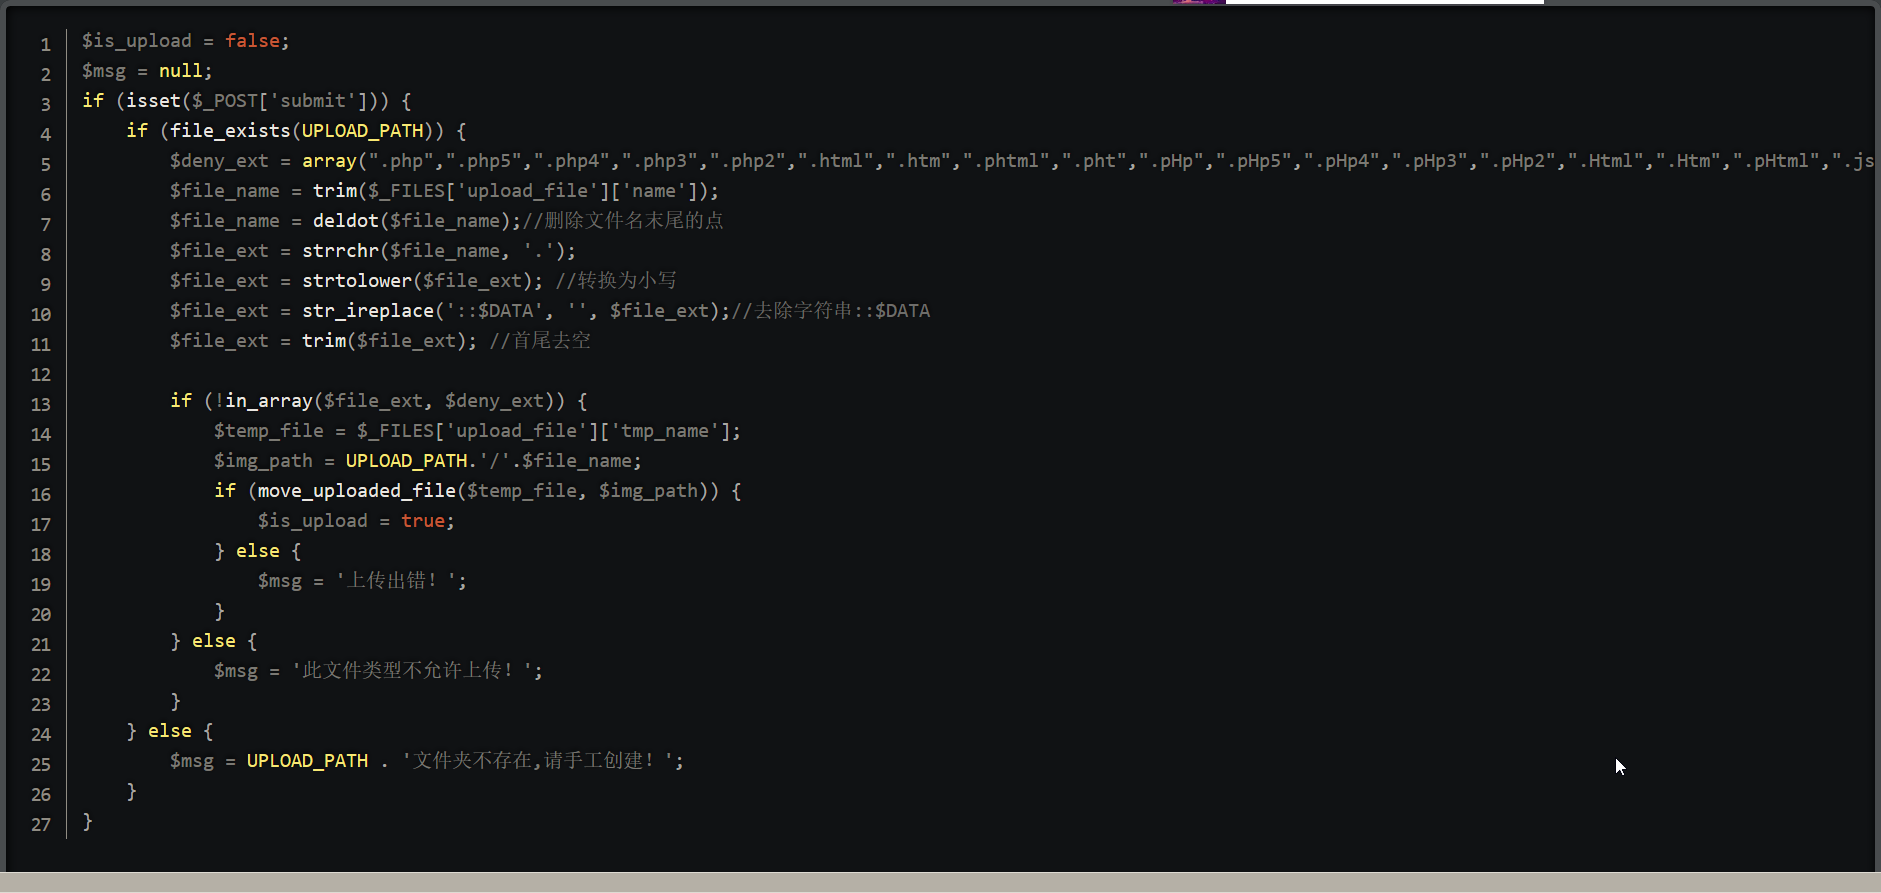 1 $is_upload = false;
2 $msg = null;
3 if (isset($_POST['submit'])) {
4     if (file_exists(UPLOAD_PATH)) {
5         $deny_ext = array(".php",".php5",".php4",".php3",".php2",".html",".htm",".phtml",".pht",".pHp",".pHp5",".pHp4",".pHp3",".pHp2",".Html",".Htm",".pHtml",".js
6         $file_name = trim($_FILES['upload_file']['name']);
7         $file_name = deldot($file_name);//删除文件名末尾的点
8         $file_ext = strrchr($file_name, '.');
9         $file_ext = strtolower($file_ext); //转换为小写
10         $file_ext = str_ireplace('::$DATA', '', $file_ext);//去除字符串::$DATA
11         $file_ext = trim($file_ext); //首尾去空
12
13         if (!in_array($file_ext, $deny_ext)) {
14             $temp_file = $_FILES['upload_file']['tmp_name'];
15             $img_path = UPLOAD_PATH.'/'.$file_name;
16             if (move_uploaded_file($temp_file, $img_path)) {
17                 $is_upload = true;
18             } else {
19                 $msg = '上传出错！';
20             }
21         } else {
22             $msg = '此文件类型不允许上传！';
23         }
24     } else {
25         $msg = UPLOAD_PATH . '文件夹不存在,请手工创建！';
26     }
27 }